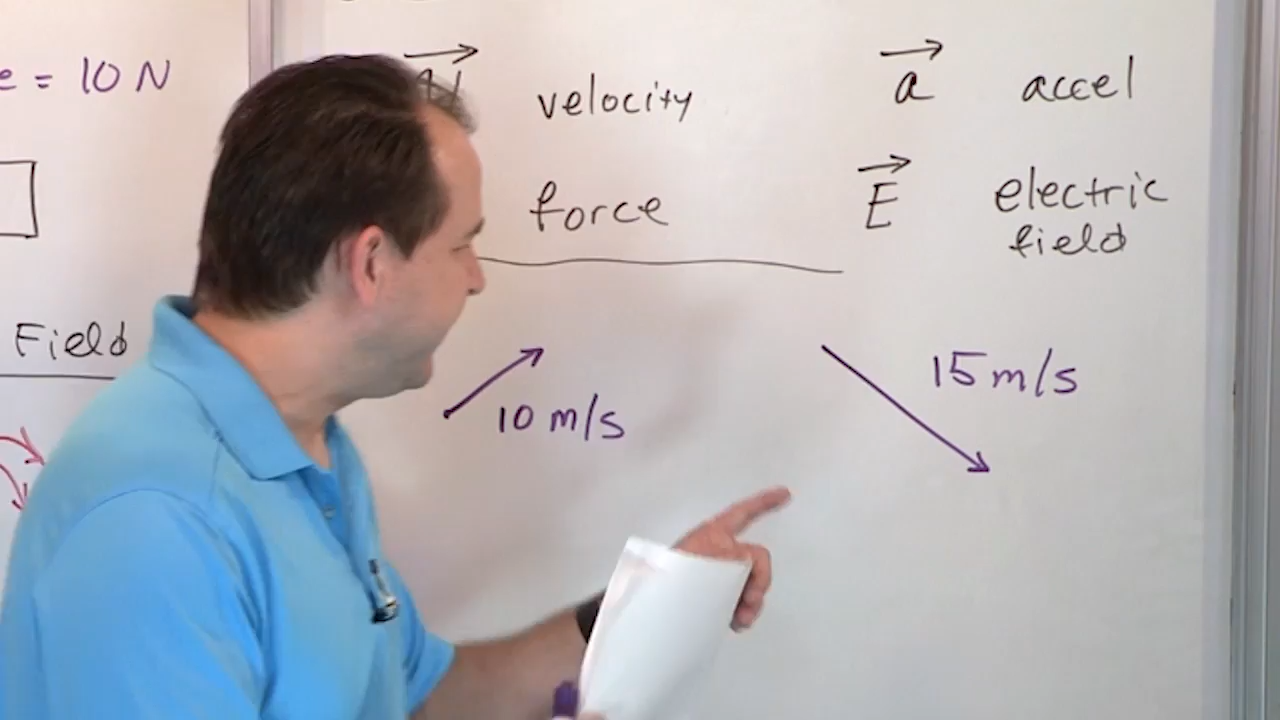 e = 10 N
velocity
a accel
force
E electric
field
Field
10 m/s
15 m/s